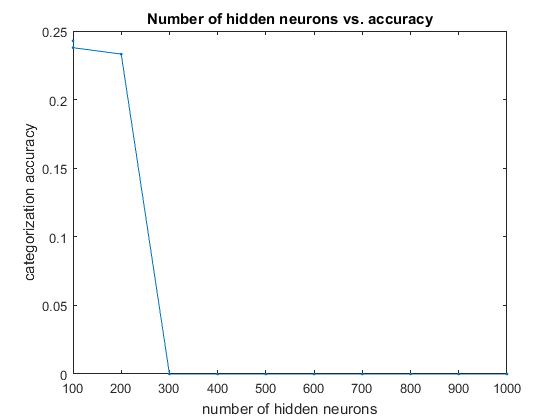 Number of hidden neurons vs. accuracy
0.25
0.2
0.15
0.1
0.05
0
categorization accuracy
100 200 300 400 500 600 700 800 900 1000
number of hidden neurons